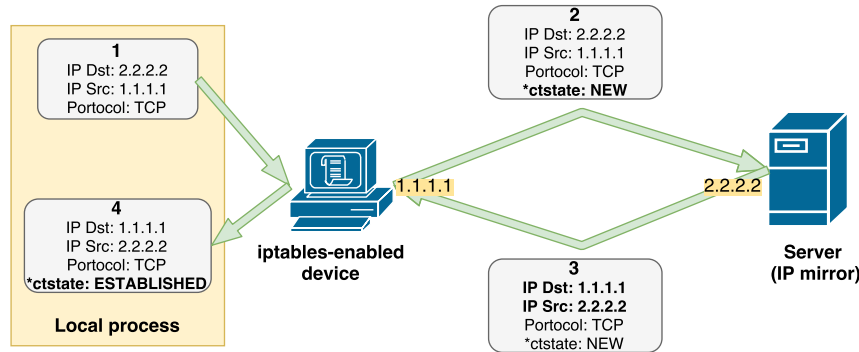 1
IP Dst: 2.2.2.2
IP Src: 1.1.1.1
Portocol: TCP
4
IP Dst: 1.1.1.1
IP Src: 2.2.2.2
Portocol: TCP
*ctstate: ESTABLISHED
Local process
iptables-enabled
device
2
IP Dst: 2.2.2.2
IP Src: 1.1.1.1
Portocol: TCP
*ctstate: NEW
1.1.1.1
2.2.2.2
3
IP Dst: 1.1.1.1
IP Src: 2.2.2.2
Portocol: TCP
*ctstate: NEW
Server
(IP mirror)